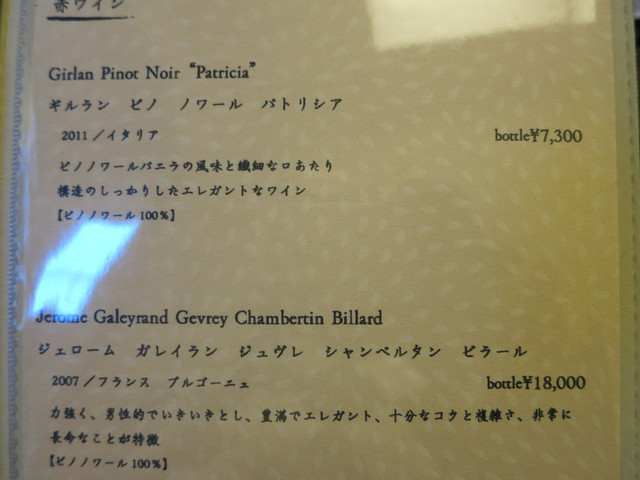 赤ワイン
Girlan Pinot Noir “Patricia”
ギルラン ピノ ノワール パトリシア
2011／イタリア bottle¥7,300
ピノノワールバニラの風味と繊細な口あたり
構造のしっかりしたエレガントなワイン
【ピノノワール100％】
Jerome Galeyrand Gevrey Chambertin Billard
ジェローム ガレイラン ジュヴレ シャンベルタン ビラール
2007／フランス ブルゴーニュ bottle¥18,000
力強く、男性的でいきいきとし、豊満でエレガント、十分なコクと複雑さ、非常に
長命なことが特徴
【ピノノワール100％】